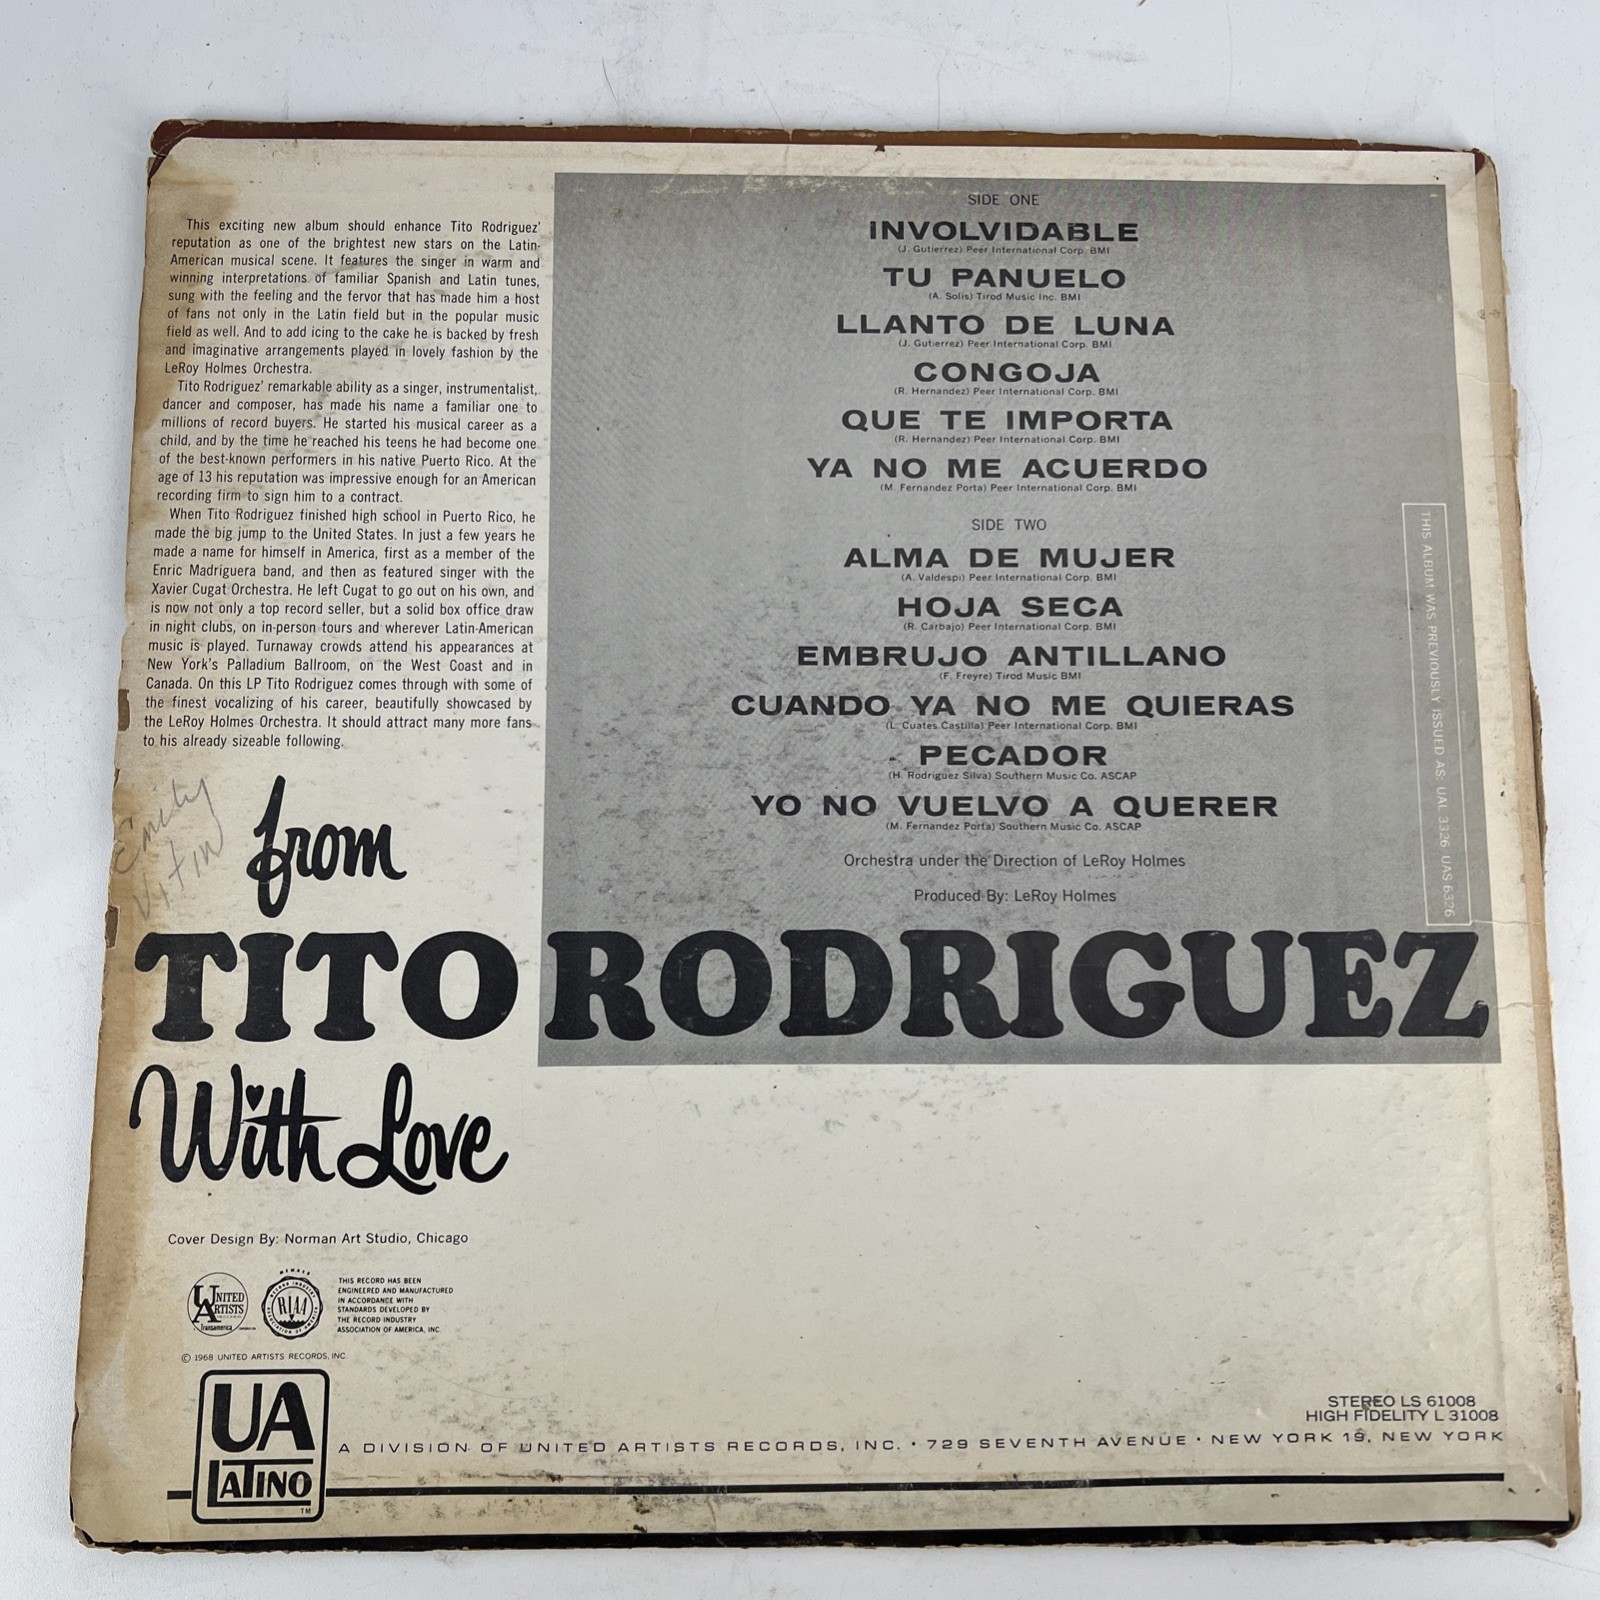 This exciting new album should enhance Tito Rodriguez'
reputation as one of the brightest new stars on the Latin-
American musical scene. It features the singer in warm and
winning interpretations of familiar Spanish and Latin tunes,
sung with the feeling and the fervor that has made him a host
of fans not only in the Latin field but in the popular music
field as well. And to add icing to the cake he is backed by fresh
and imaginative arrangements played in lovely fashion by the
LeRoy Holmes Orchestra.
Tito Rodriguez' remarkable ability as a singer, instrumentalist,
dancer and composer, has made his name a familiar one to
millions of record buyers. He started his musical career as a
child, and by the time he reached his teens he had become one
of the best-known performers in his native Puerto Rico. At the
age of 13 his reputation was impressive enough for an American
recording firm to sign him to a contract.
When Tito Rodriguez finished high school in Puerto Rico, he
made the big jump to the United States. In just a few years he
made a name for himself in America, first as a member of the
Enric Madriguera band, and then as featured singer with the
Xavier Cugat Orchestra. He left Cugat to go out on his own, and
is now not only a top record seller, but a solid box office draw
in night clubs, on in-person tours and wherever Latin-American
music is played. Turnaway crowds attend his appearances at
New York's Palladium Ballroom, on the West Coast and in
Canada. On this LP Tito Rodriguez comes through with some of
the finest vocalizing of his career, beautifully showcased by
the LeRoy Holmes Orchestra. It should attract many more fans
to his already sizeable following.
SIDE ONE
INVOLVIDABLE
(J. Gutierrez) Peer International Corp. BMI
TU PANUELO
(A. Solis) Tirod Music Inc. BMI
LLANTO DE LUNA
(J. Gutierrez) Peer International Corp. BMI
CONGOJA
(R. Hernandez) Peer International Corp. BMI
QUE TE IMPORTA
(R. Hernandez) Peer International Corp. BMI
YA NO ME ACUERDO
(M. Fernandez Porta) Peer International Corp. BMI
SIDE TWO
ALMA DE MUJER
(A. Valdespi) Peer International Corp. BMI
HOJA SECA
(R. Carbajo) Peer International Corp. BMI
EMBRUJO ANTILLANO
(F. Freyre) Tirod Music BMI
CUANDO YA NO ME QUIERAS
(L. Cuates Castilla) Peer International Corp. BMI
PECADOR
(H. Rodriguez Silva) Southern Music Co. ASCAP
YO NO VUELVO A QUERER
(M. Fernandez Porta) Southern Music Co. ASCAP
Orchestra under the Direction of LeRoy Holmes
Produced By: LeRoy Holmes
THIS ALBUM WAS PREVIOUSLY ISSUED AS: UAL 3326 UAS 6326
Emily
from
TITO RODRIGUEZ
With Love
Cover Design By: Norman Art Studio, Chicago
UNITED
ARTISTS
RECORDS
Transamerica
MEMBER
RECORD INDUSTRY
ASSOCIATION OF AMERICA
RIAA
THIS RECORD HAS BEEN
ENGINEERED AND MANUFACTURED
IN ACCORDANCE WITH
STANDARDS DEVELOPED BY
THE RECORD INDUSTRY
ASSOCIATION OF AMERICA, INC.
© 1968 UNITED ARTISTS RECORDS, INC.
UA
LATINO
TM
STEREO LS 61008
HIGH FIDELITY L 31008
A DIVISION OF UNITED ARTISTS RECORDS, INC. • 729 SEVENTH AVENUE • NEW YORK 19, NEW YORK